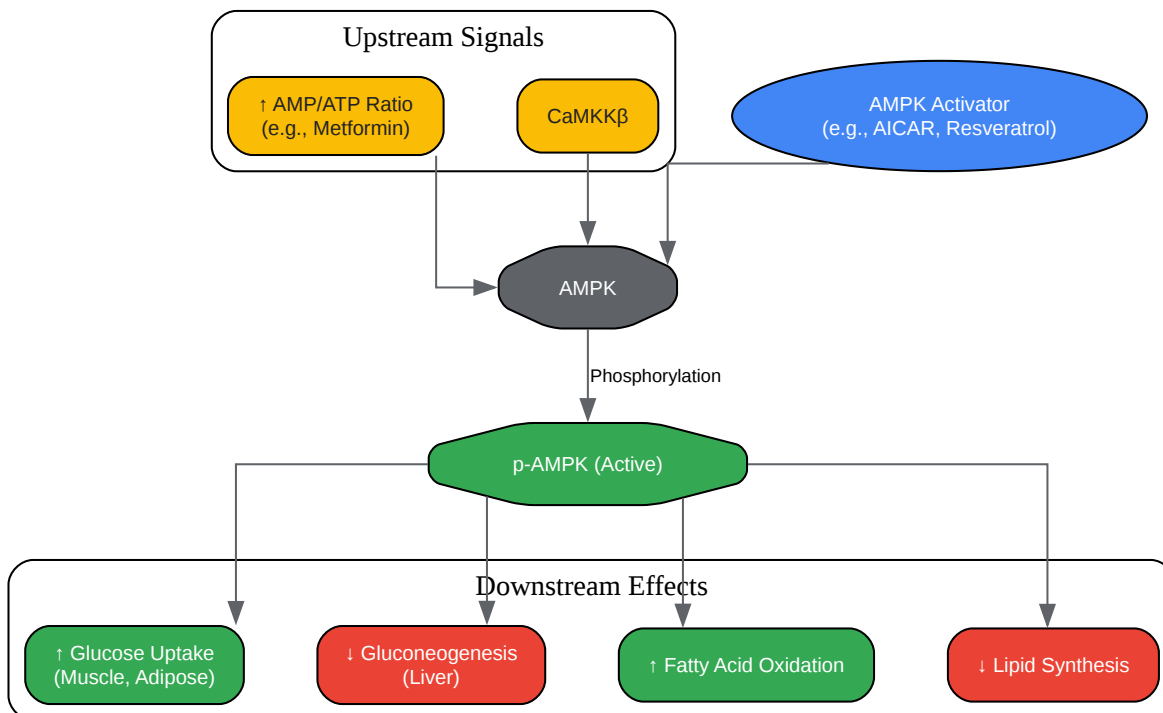 Upstream Signals
↑ AMP/ATP Ratio
(e.g., Metformin)
CaMKKβ
AMPK Activator
(e.g., AICAR, Resveratrol)
AMPK
Phosphorylation
p-AMPK (Active)
Downstream Effects
↑ Glucose Uptake
(Muscle, Adipose)
↓ Gluconeogenesis
(Liver)
↑ Fatty Acid Oxidation
↓ Lipid Synthesis